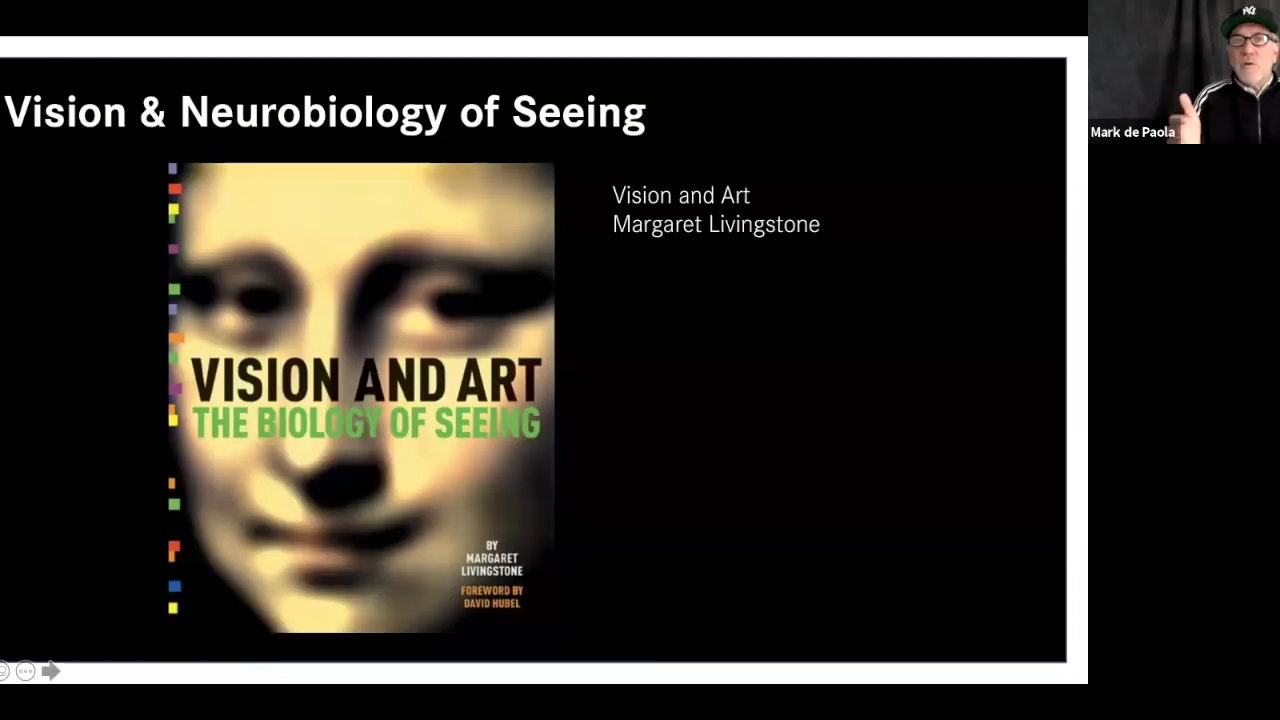 Vision & Neurobiology of Seeing
VISION AND ART
THE BIOLOGY OF SEEING
BY
MARGARET
LIVINGSTONE
FOREWORD BY
DAVID HUBEL
Vision and Art
Margaret Livingstone
NY
Mark de Paola